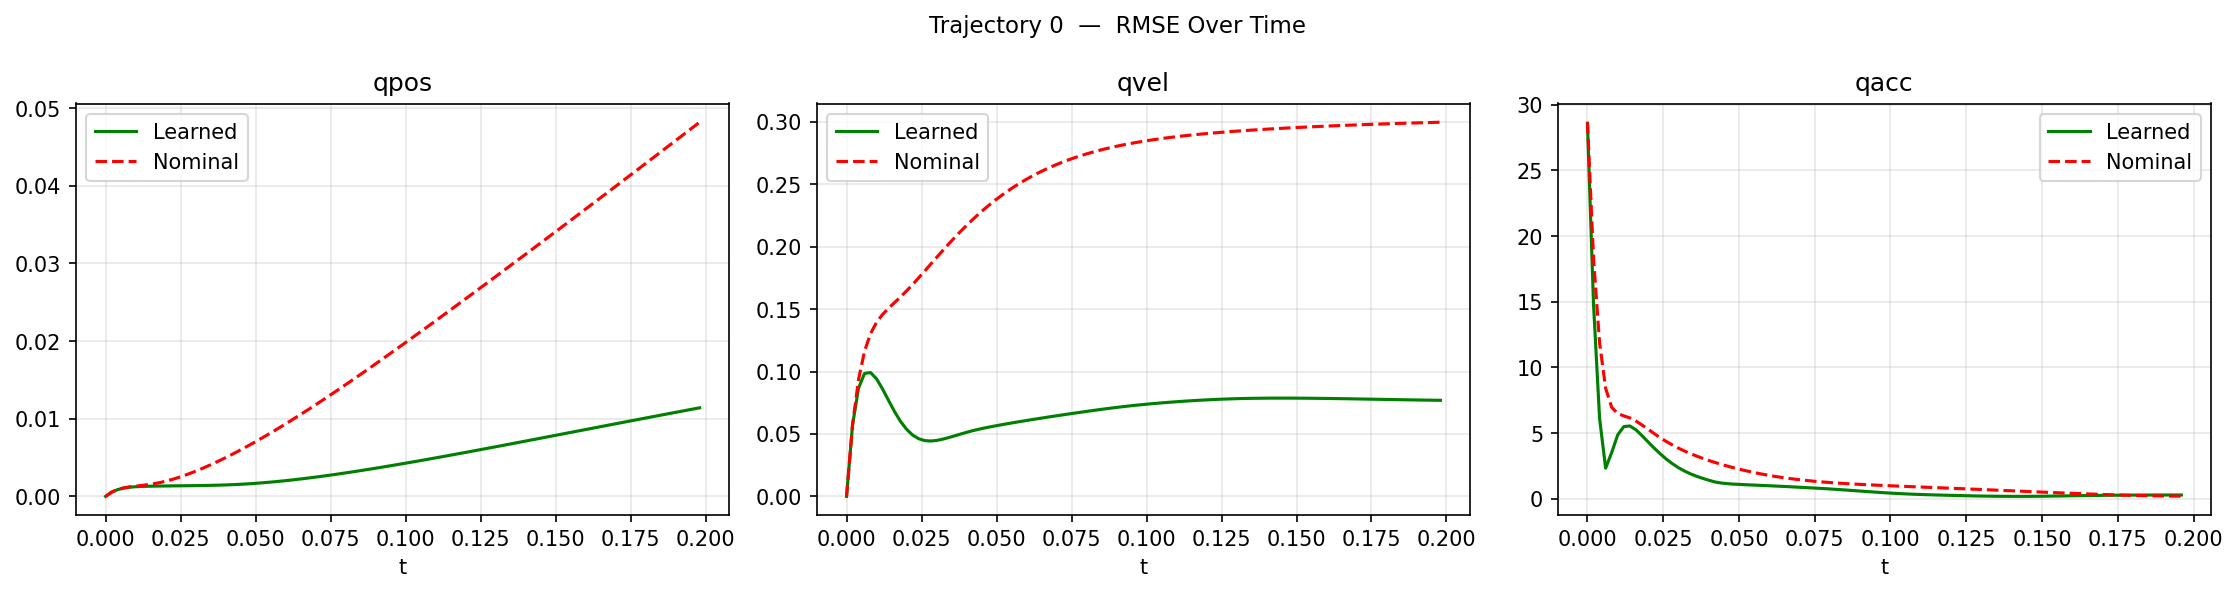 Trajectory 0 — RMSE Over Time
qpos
0.05
0.04
0.03
0.02
0.01
0.00
Learned
Nominal
0.000 0.025 0.050 0.075 0.100 0.125 0.150 0.175 0.200
t
qvel
0.30
0.25
0.20
0.15
0.10
0.05
0.00
Learned
Nominal
0.000 0.025 0.050 0.075 0.100 0.125 0.150 0.175 0.200
t
qacc
30
25
20
15
10
5
0
Learned
Nominal
0.000 0.025 0.050 0.075 0.100 0.125 0.150 0.175 0.200
t